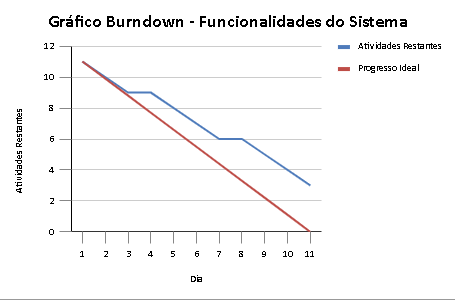 Gráfico Burndown - Funcionalidades do Sistema
Atividades Restantes
Progresso Ideal
Atividades Restantes
12
10
8
6
4
2
0
1 2 3 4 5 6 7 8 9 10 11
Dia